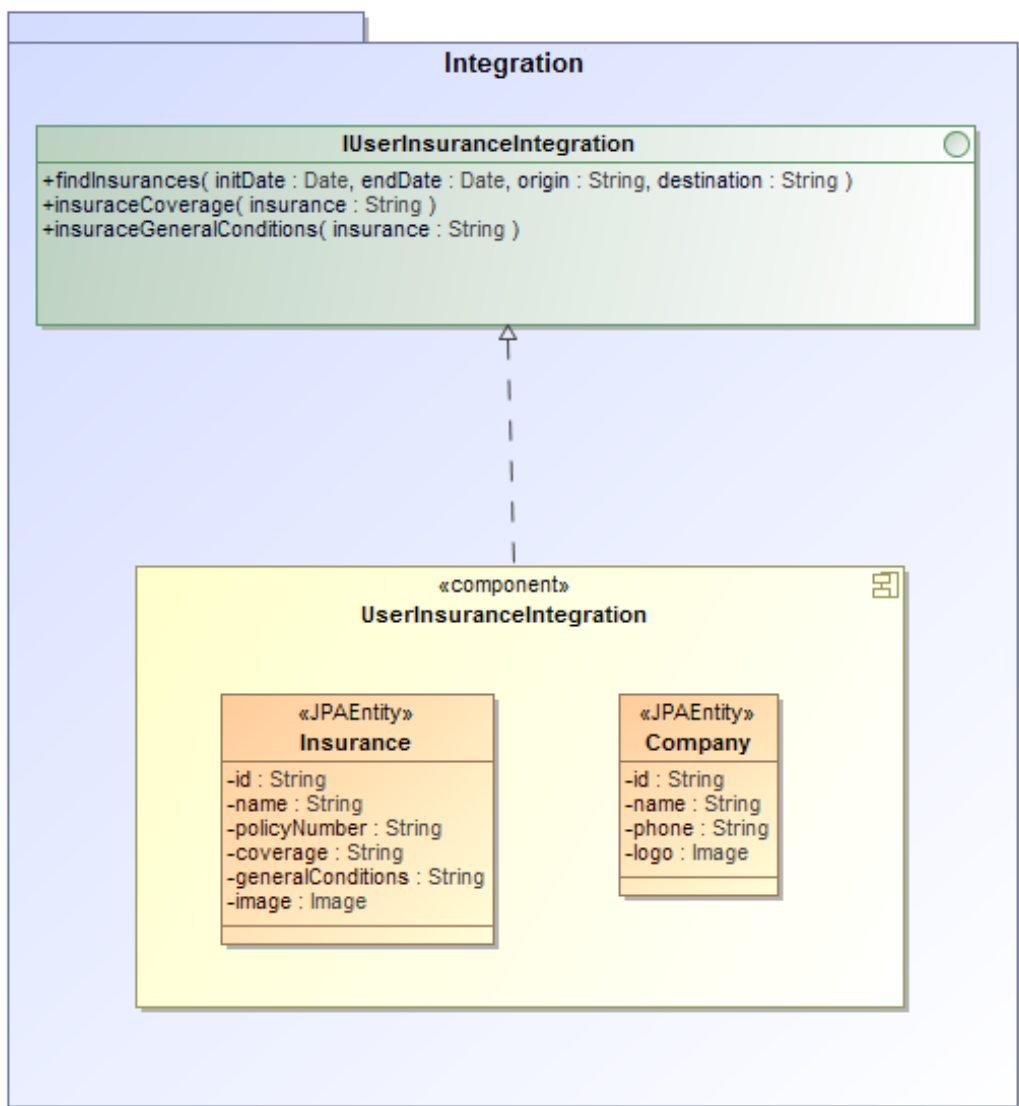 Integration
IUserInsuranceIntegration
+findInsurances( initDate : Date, endDate : Date, origin : String, destination : String )
+insuraceCoverage( insurance : String )
+insuraceGeneralConditions( insurance : String )
«component»
UserInsuranceIntegration
«JPAEntity»
Insurance
-id : String
-name : String
-policyNumber : String
-coverage : String
-generalConditions : String
-image : Image
«JPAEntity»
Company
-id : String
-name : String
-phone : String
-logo : Image